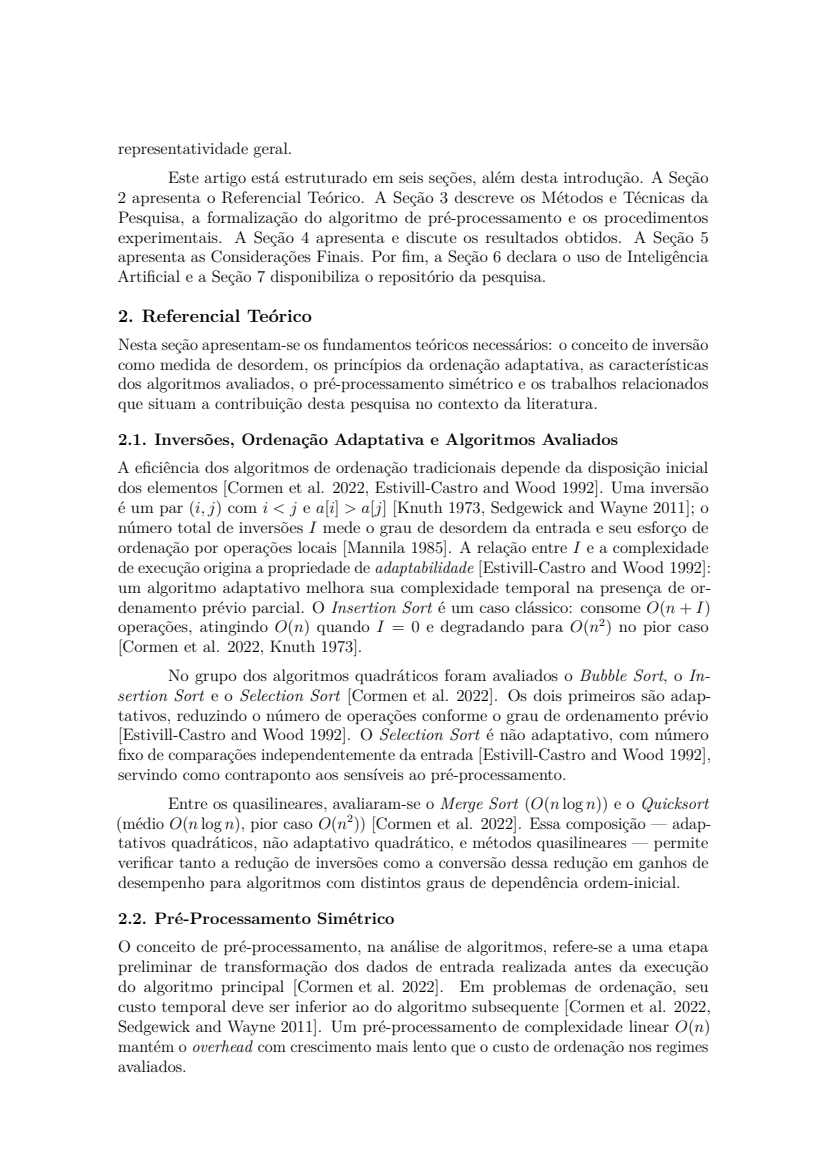 representatividade geral.
Este artigo está estruturado em seis seções, além desta introdução. A Seção
2 apresenta o Referencial Teórico. A Seção 3 descreve os Métodos e Técnicas da
Pesquisa, a formalização do algoritmo de pré-processamento e os procedimentos
experimentais. A Seção 4 apresenta e discute os resultados obtidos. A Seção 5
apresenta as Considerações Finais. Por fim, a Seção 6 declara o uso de Inteligência
Artificial e a Seção 7 disponibiliza o repositório da pesquisa.
2. Referencial Teórico
Nesta seção apresentam-se os fundamentos teóricos necessários: o conceito de inversão
como medida de desordem, os princípios da ordenação adaptativa, as características
dos algoritmos avaliados, o pré-processamento simétrico e os trabalhos relacionados
que situam a contribuição desta pesquisa no contexto da literatura.
2.1. Inversões, Ordenação Adaptativa e Algoritmos Avaliados
A eficiência dos algoritmos de ordenação tradicionais depende da disposição inicial
dos elementos [Cormen et al. 2022, Estivill-Castro and Wood 1992]. Uma inversão
é um par (i, j) com i < j e a[i] > a[j] [Knuth 1973, Sedgewick and Wayne 2011]; o
número total de inversões I mede o grau de desordem da entrada e seu esforço de
ordenação por operações locais [Mannila 1985]. A relação entre I e a complexidade
de execução origina a propriedade de adaptabilidade [Estivill-Castro and Wood 1992]:
um algoritmo adaptativo melhora sua complexidade temporal na presença de or-
denamento prévio parcial. O Insertion Sort é um caso clássico: consome O(n + I)
operações, atingindo O(n) quando I = 0 e degradando para O(n²) no pior caso
[Cormen et al. 2022, Knuth 1973].
No grupo dos algoritmos quadráticos foram avaliados o Bubble Sort, o In-
sertion Sort e o Selection Sort [Cormen et al. 2022]. Os dois primeiros são adap-
tativos, reduzindo o número de operações conforme o grau de ordenamento prévio
[Estivill-Castro and Wood 1992]. O Selection Sort é não adaptativo, com número
fixo de comparações independentemente da entrada [Estivill-Castro and Wood 1992],
servindo como contraponto aos sensíveis ao pré-processamento.
Entre os quasilineares, avaliaram-se o Merge Sort (O(n log n)) e o Quicksort
(médio O(n log n), pior caso O(n²)) [Cormen et al. 2022]. Essa composição — adap-
tativos quadráticos, não adaptativo quadrático, e métodos quasilineares — permite
verificar tanto a redução de inversões como a conversão dessa redução em ganhos de
desempenho para algoritmos com distintos graus de dependência ordem-inicial.
2.2. Pré-Processamento Simétrico
O conceito de pré-processamento, na análise de algoritmos, refere-se a uma etapa
preliminar de transformação dos dados de entrada realizada antes da execução
do algoritmo principal [Cormen et al. 2022]. Em problemas de ordenação, seu
custo temporal deve ser inferior ao do algoritmo subsequente [Cormen et al. 2022,
Sedgewick and Wayne 2011]. Um pré-processamento de complexidade linear O(n)
mantém o overhead com crescimento mais lento que o custo de ordenação nos regimes
avaliados.